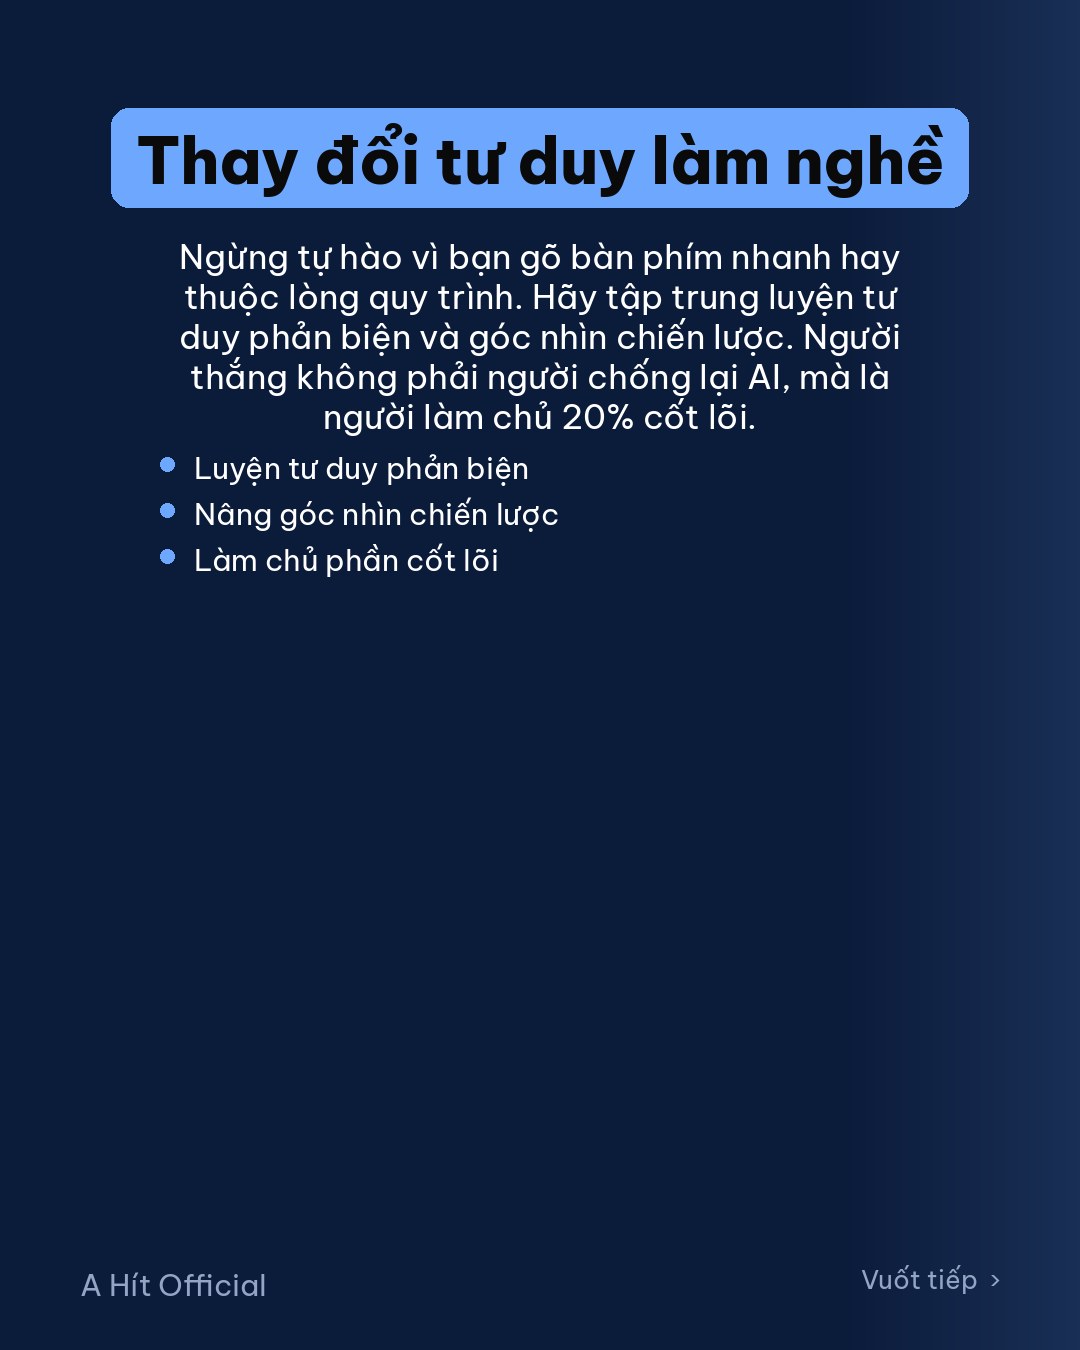 Thay đổi tư duy làm nghề
Ngừng tự hào vì bạn gõ bàn phím nhanh hay
thuộc lòng quy trình. Hãy tập trung luyện tư
duy phản biện và góc nhìn chiến lược. Người
thắng không phải người chống lại AI, mà là
người làm chủ 20% cốt lõi.
Luyện tư duy phản biện
Nâng góc nhìn chiến lược
Làm chủ phần cốt lõi
A Hít Official
Vuốt tiếp ›